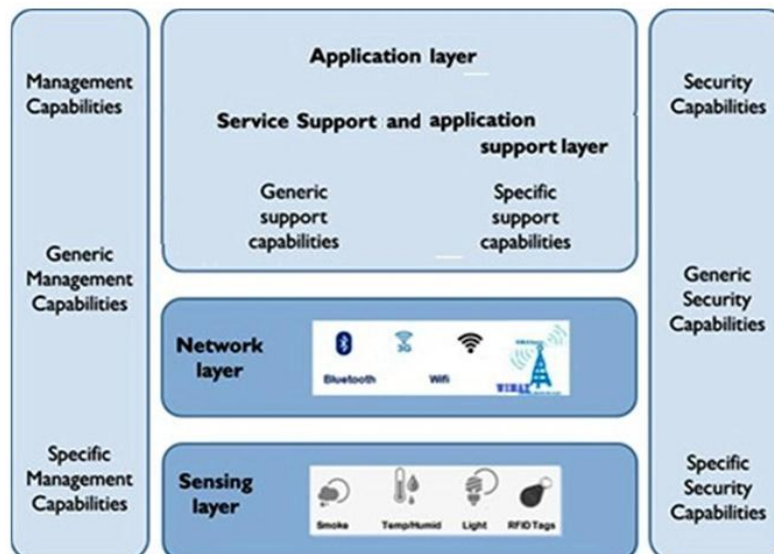 Management
Capabilities
Generic
Management
Capabilities
Specific
Management
Capabilities
Application layer
Service Support and application
support layer
Generic
support
capabilities
Specific
support
capabilities
Network
layer
3G
Bluetooth
Wifi
WIMAX
Sensing
layer
Smoke
Temp/Humid
Light
RFID Tags
Security
Capabilities
Generic
Security
Capabilities
Specific
Security
Capabilities